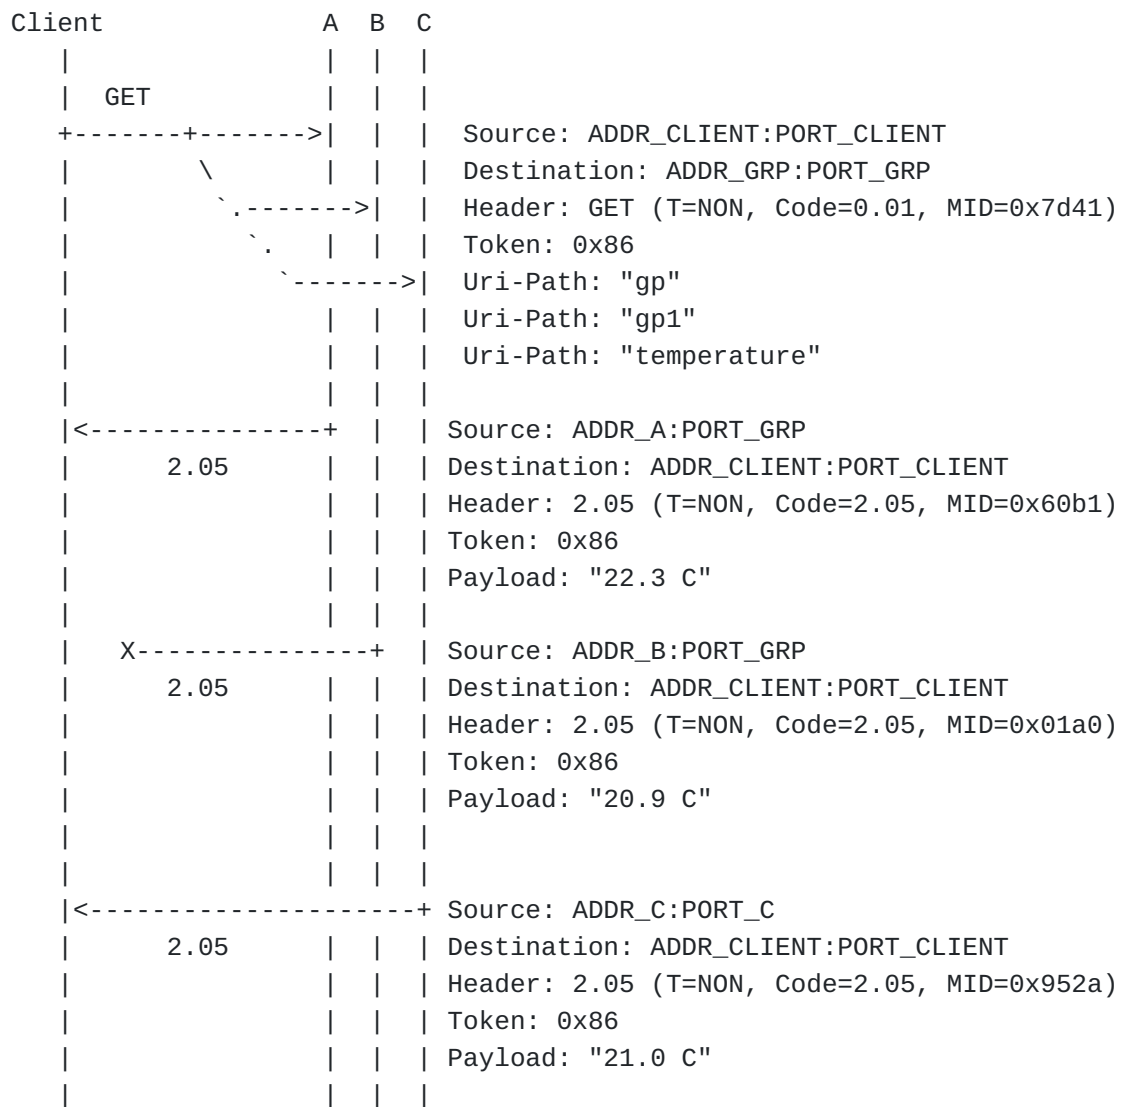 Client               A  B  C
   |                 |  |  |
   |  GET            |  |  |
   +-------+------->|  |  |  Source: ADDR_CLIENT:PORT_CLIENT
   |        \        |  |  |  Destination: ADDR_GRP:PORT_GRP
   |         `.------->|  |  Header: GET (T=NON, Code=0.01, MID=0x7d41)
   |           `.    |  |  |  Token: 0x86
   |             `------->|  Uri-Path: "gp"
   |                 |  |  |  Uri-Path: "gp1"
   |                 |  |  |  Uri-Path: "temperature"
   |                 |  |  |
   |<---------------+  |  | Source: ADDR_A:PORT_GRP
   |      2.05       |  |  | Destination: ADDR_CLIENT:PORT_CLIENT
   |                 |  |  | Header: 2.05 (T=NON, Code=2.05, MID=0x60b1)
   |                 |  |  | Token: 0x86
   |                 |  |  | Payload: "22.3 C"
   |                 |  |  |
   |   X---------------+  | Source: ADDR_B:PORT_GRP
   |      2.05       |  |  | Destination: ADDR_CLIENT:PORT_CLIENT
   |                 |  |  | Header: 2.05 (T=NON, Code=2.05, MID=0x01a0)
   |                 |  |  | Token: 0x86
   |                 |  |  | Payload: "20.9 C"
   |                 |  |  |
   |                 |  |  |
   |<---------------------+ Source: ADDR_C:PORT_C
   |      2.05       |  |  | Destination: ADDR_CLIENT:PORT_CLIENT
   |                 |  |  | Header: 2.05 (T=NON, Code=2.05, MID=0x952a)
   |                 |  |  | Token: 0x86
   |                 |  |  | Payload: "21.0 C"
   |                 |  |  |